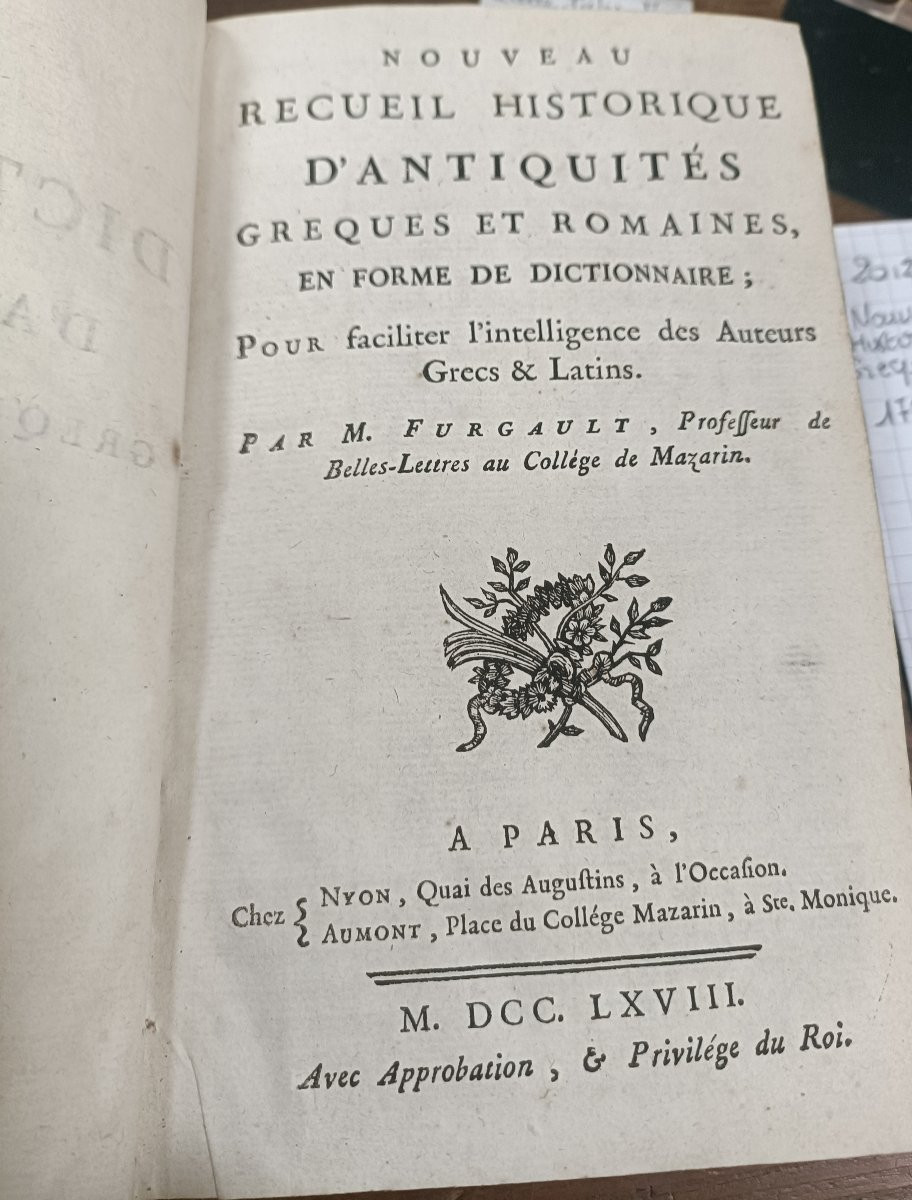 NOUVEAU
RECUEIL HISTORIQUE
D'ANTIQUITÉS
GREQUES ET ROMAINES,
EN FORME DE DICTIONNAIRE ;
POUR faciliter l'intelligence des Auteurs
Grecs & Latins.
PAR M. FURGAULT, Profeſſeur de
Belles-Lettres au Collége de Mazarin.
A PARIS,
Chez { NYON, Quai des Auguſtins, à l'Occaſion.
AUMONT, Place du Collége Mazarin, à Ste. Monique.
M. DCC. LXVIII.
Avec Approbation, & Privilége du Roi.